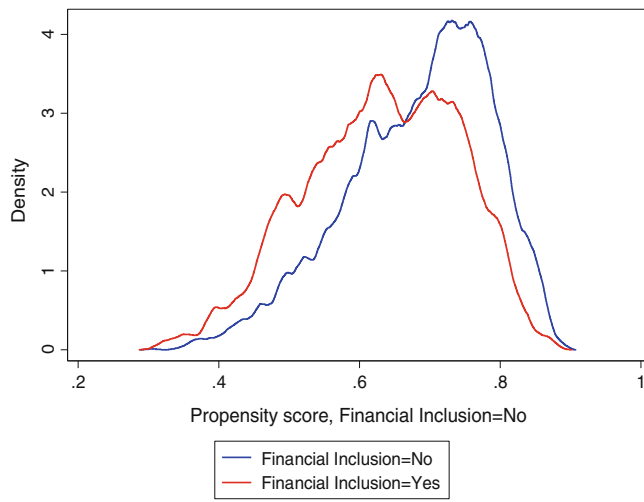 Density
4
3
2
1
0
.2 .4 .6 .8 1
Propensity score, Financial Inclusion=No
Financial Inclusion=No
Financial Inclusion=Yes